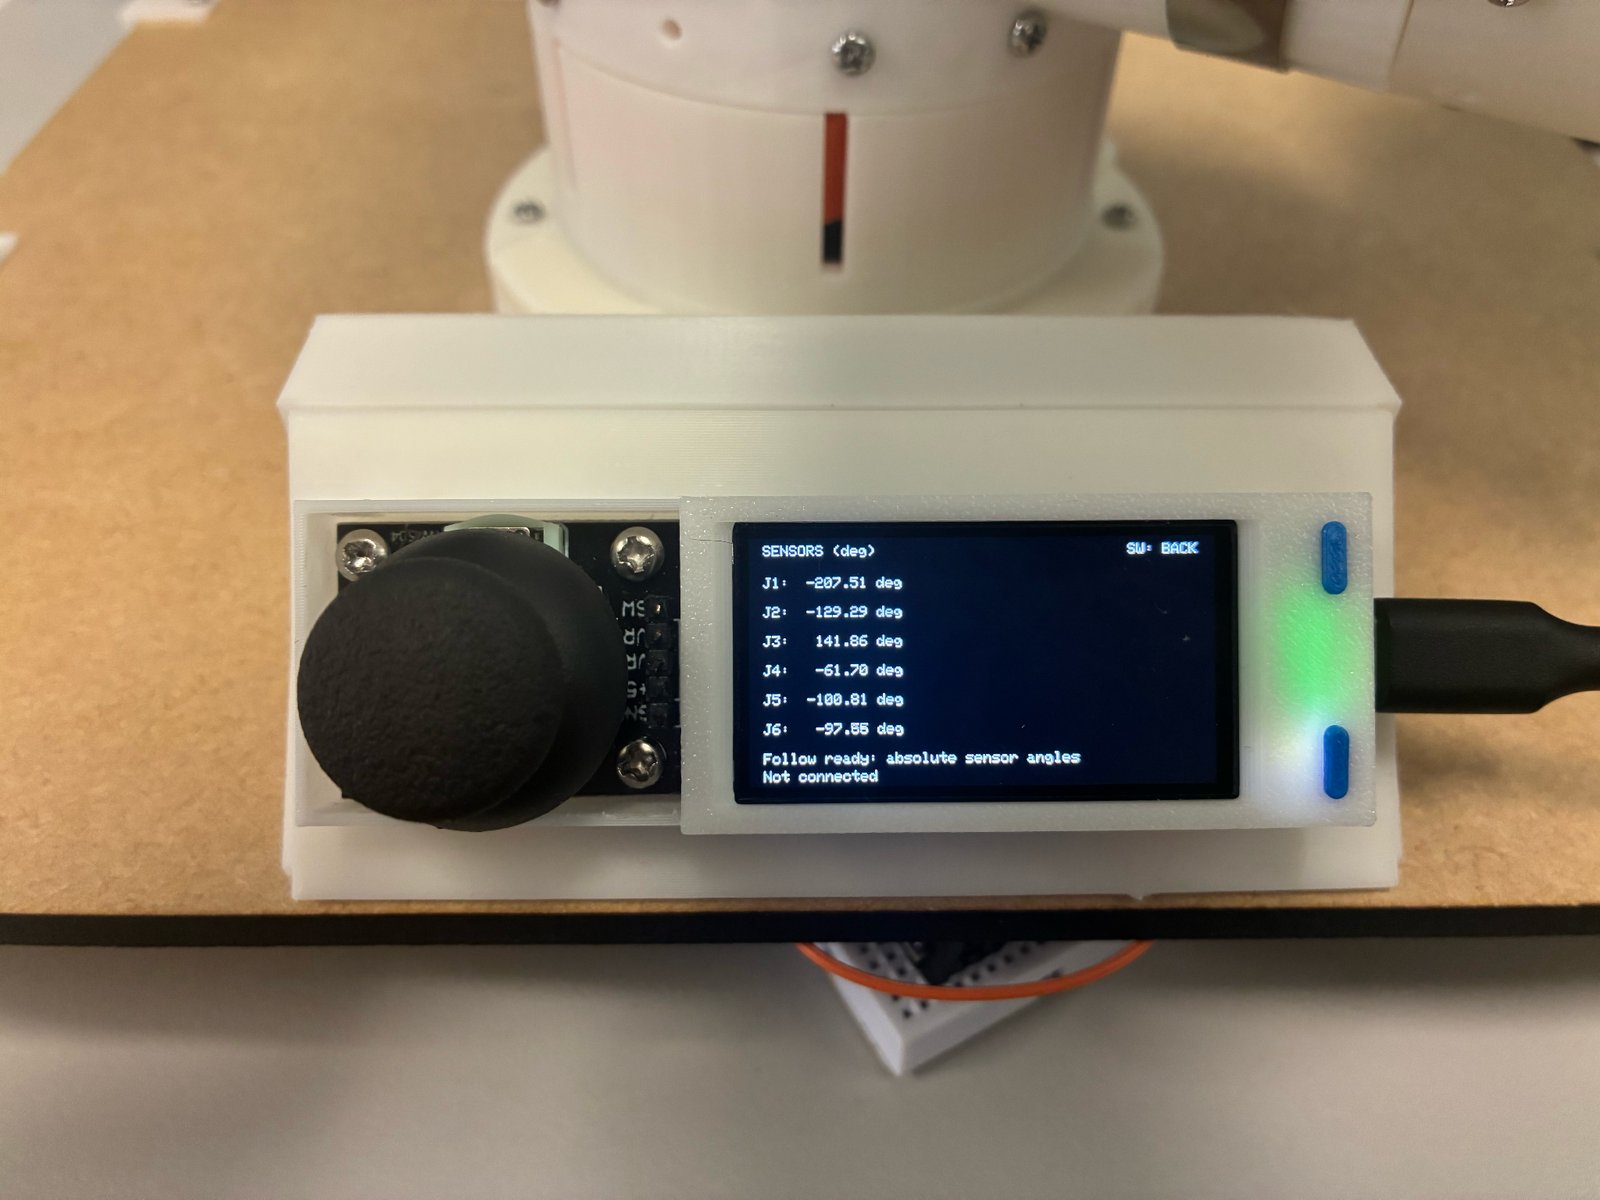 SENSORS (deg) SW: BACK
J1: -207.51 deg
J2: -129.29 deg
J3: 141.86 deg
J4: -61.70 deg
J5: -100.81 deg
J6: -97.55 deg
Follow ready: absolute sensor angles
Not connected